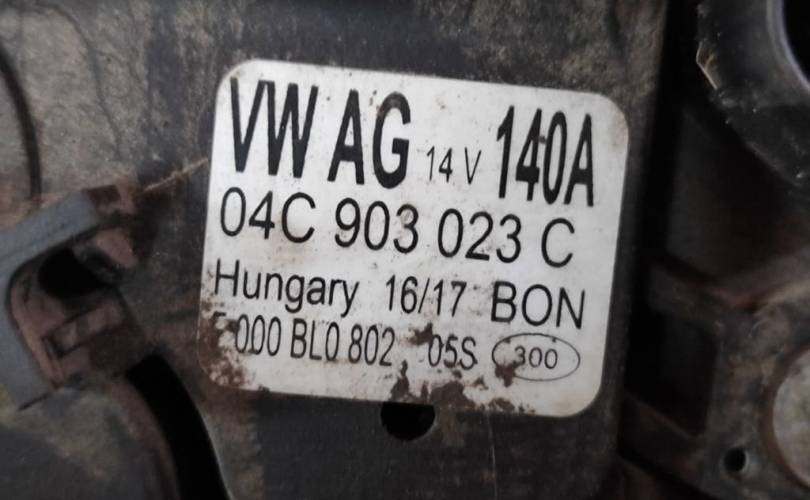 VW AG 14 V 140A
04C 903 023 C
Hungary 16/17 BON
F 000 BL0 802 05S 300